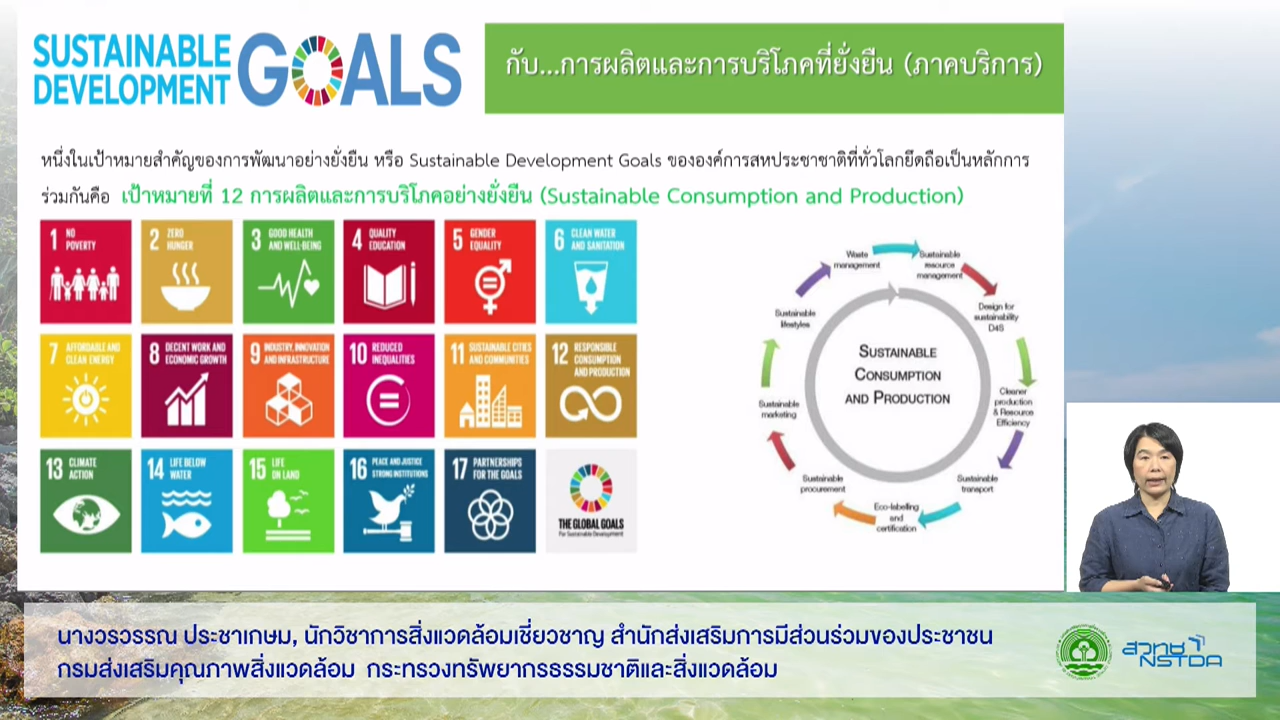 SUSTAINABLE
DEVELOPMENT
GOALS
กับ...การผลิตและการบริโภคที่ยั่งยืน (ภาคบริการ)
หนึ่งในเป้าหมายสำคัญของการพัฒนาอย่างยั่งยืน หรือ Sustainable Development Goals ขององค์การสหประชาชาติที่ทั่วโลกยึดถือเป็นหลักการ
ร่วมกันคือ เป้าหมายที่ 12 การผลิตและการบริโภคอย่างยั่งยืน (Sustainable Consumption and Production)
1 NO
POVERTY
2 ZERO
HUNGER
3 GOOD HEALTH
AND WELL-BEING
4 QUALITY
EDUCATION
5 GENDER
EQUALITY
6 CLEAN WATER
AND SANITATION
7 AFFORDABLE AND
CLEAN ENERGY
8 DECENT WORK AND
ECONOMIC GROWTH
9 INDUSTRY, INNOVATION
AND INFRASTRUCTURE
10 REDUCED
INEQUALITIES
11 SUSTAINABLE CITIES
AND COMMUNITIES
12 RESPONSIBLE
CONSUMPTION
AND PRODUCTION
13 CLIMATE
ACTION
14 LIFE BELOW
WATER
15 LIFE
ON LAND
16 PEACE AND JUSTICE
STRONG INSTITUTIONS
17 PARTNERSHIPS
FOR THE GOALS
THE GLOBAL GOALS
For Sustainable Development
Waste
management
Sustainable
resource
management
Design for
sustainability
D4S
Cleaner
production
& Resource
Efficiency
Sustainable
transport
Eco-labelling
and
certification
Sustainable
procurement
Sustainable
marketing
Sustainable
lifestyles
SUSTAINABLE
CONSUMPTION
AND PRODUCTION
นางวรวรรณ ประชาเกษม, นักวิชาการสิ่งแวดล้อมเชี่ยวชาญ สำนักส่งเสริมการมีส่วนร่วมของประชาชน
กรมส่งเสริมคุณภาพสิ่งแวดล้อม กระทรวงทรัพยากรธรรมชาติและสิ่งแวดล้อม
สวทช
NSTDA